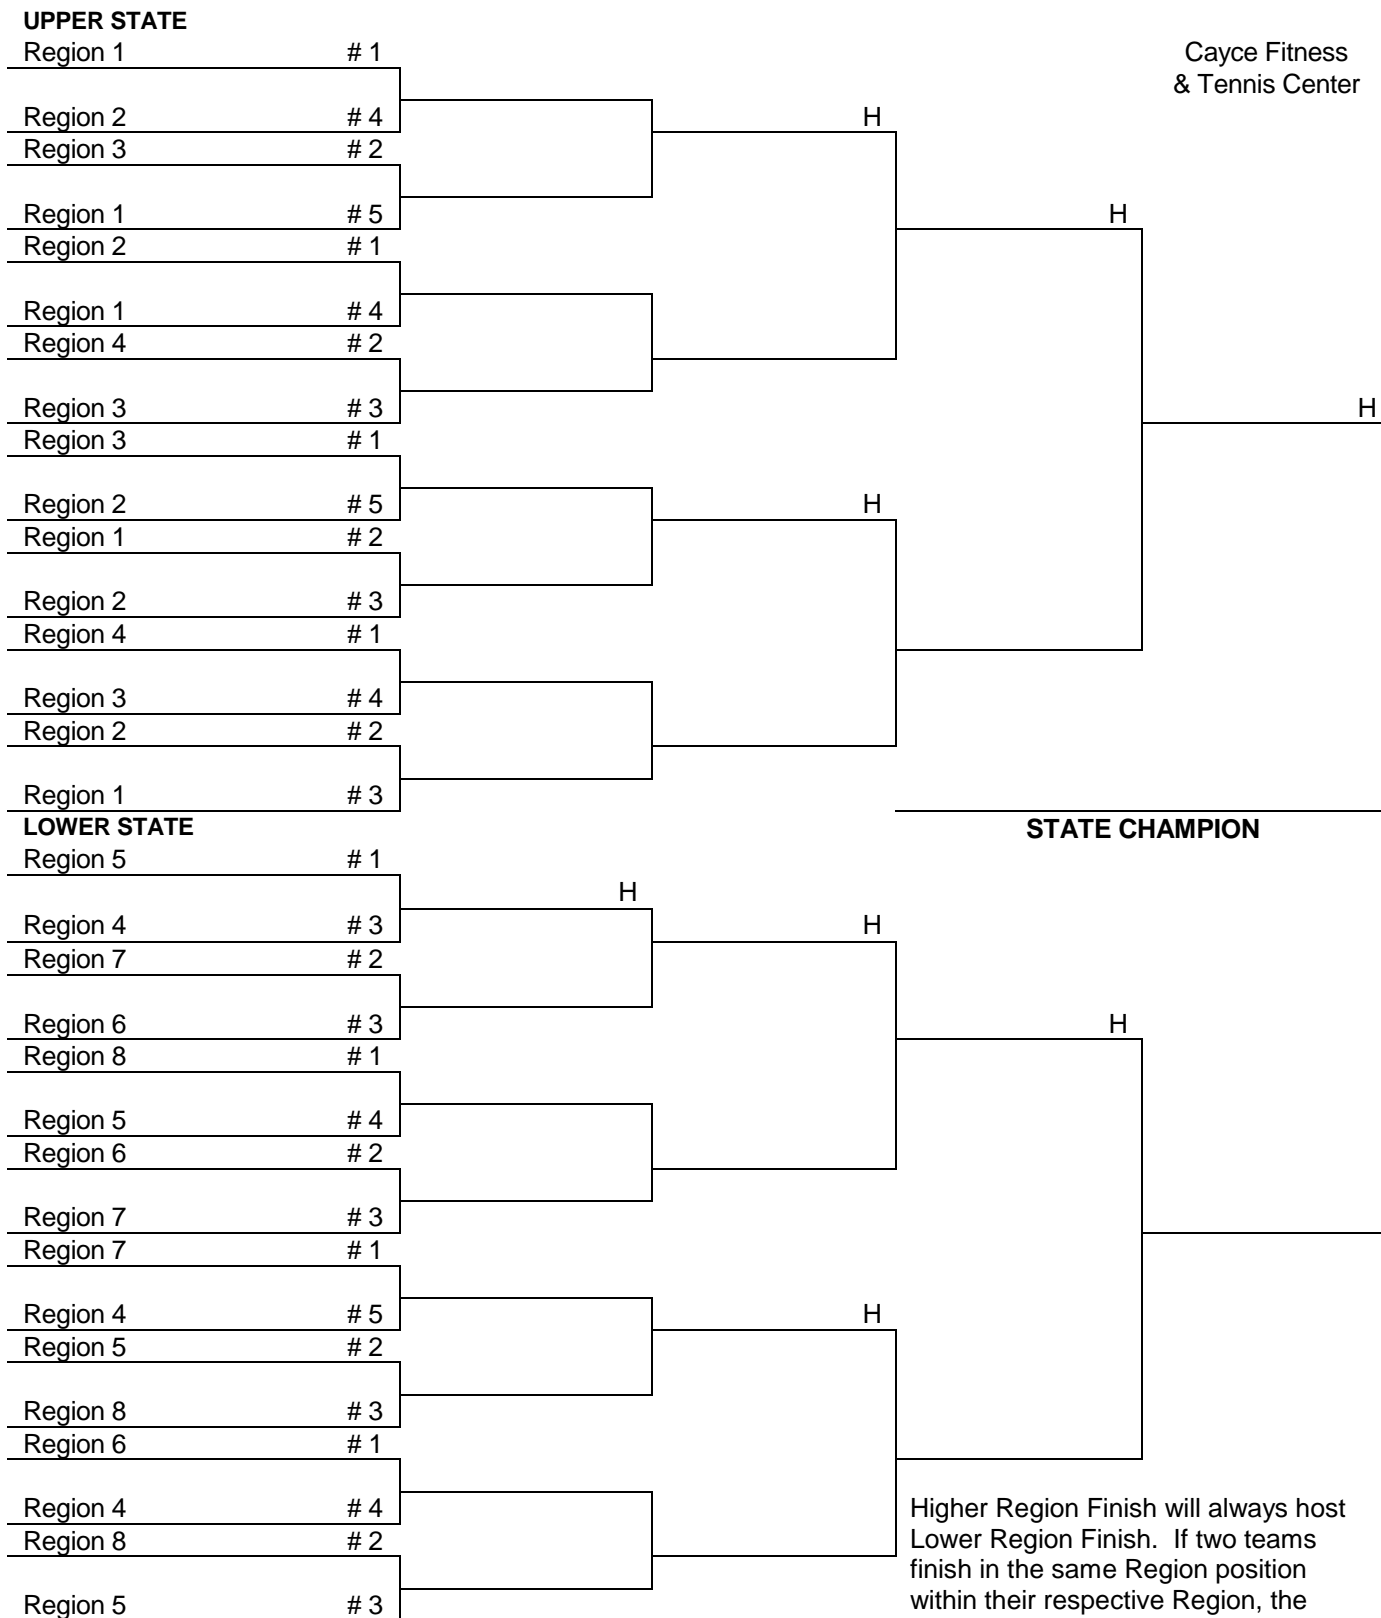 UPPER STATE
Region 1 # 1
Cayce Fitness
& Tennis Center
Region 2 # 4 H
Region 3 # 2
Region 1 # 5 H
Region 2 # 1
Region 1 # 4
Region 4 # 2
Region 3 # 3 H
Region 3 # 1
Region 2 # 5 H
Region 1 # 2
Region 2 # 3
Region 4 # 1
Region 3 # 4
Region 2 # 2
Region 1 # 3
LOWER STATE STATE CHAMPION
Region 5 # 1
H
Region 4 # 3 H
Region 7 # 2
Region 6 # 3 H
Region 8 # 1
Region 5 # 4
Region 6 # 2
Region 7 # 3
Region 7 # 1
Region 4 # 5 H
Region 5 # 2
Region 8 # 3
Region 6 # 1
Region 4 # 4
Region 8 # 2
Region 5 # 3
Higher Region Finish will always host
Lower Region Finish. If two teams
finish in the same Region position
within their respective Region, the